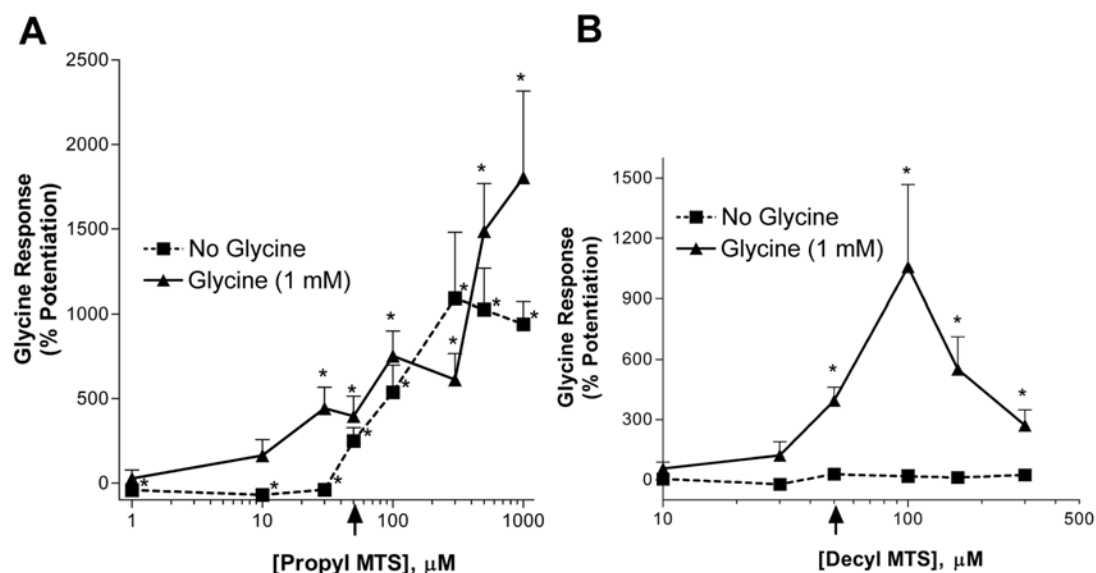 A
2500
2000
1500
1000
500
0
Glycine Response
(% Potentiation)
No Glycine
Glycine (1 mM)
* * * * * * *
* * * * * * * *
1 10 100 1000
[Propyl MTS], μM
B
1500
1200
900
600
300
0
Glycine Response
(% Potentiation)
No Glycine
Glycine (1 mM)
* * * * *
10 100 500
[Decyl MTS], μM